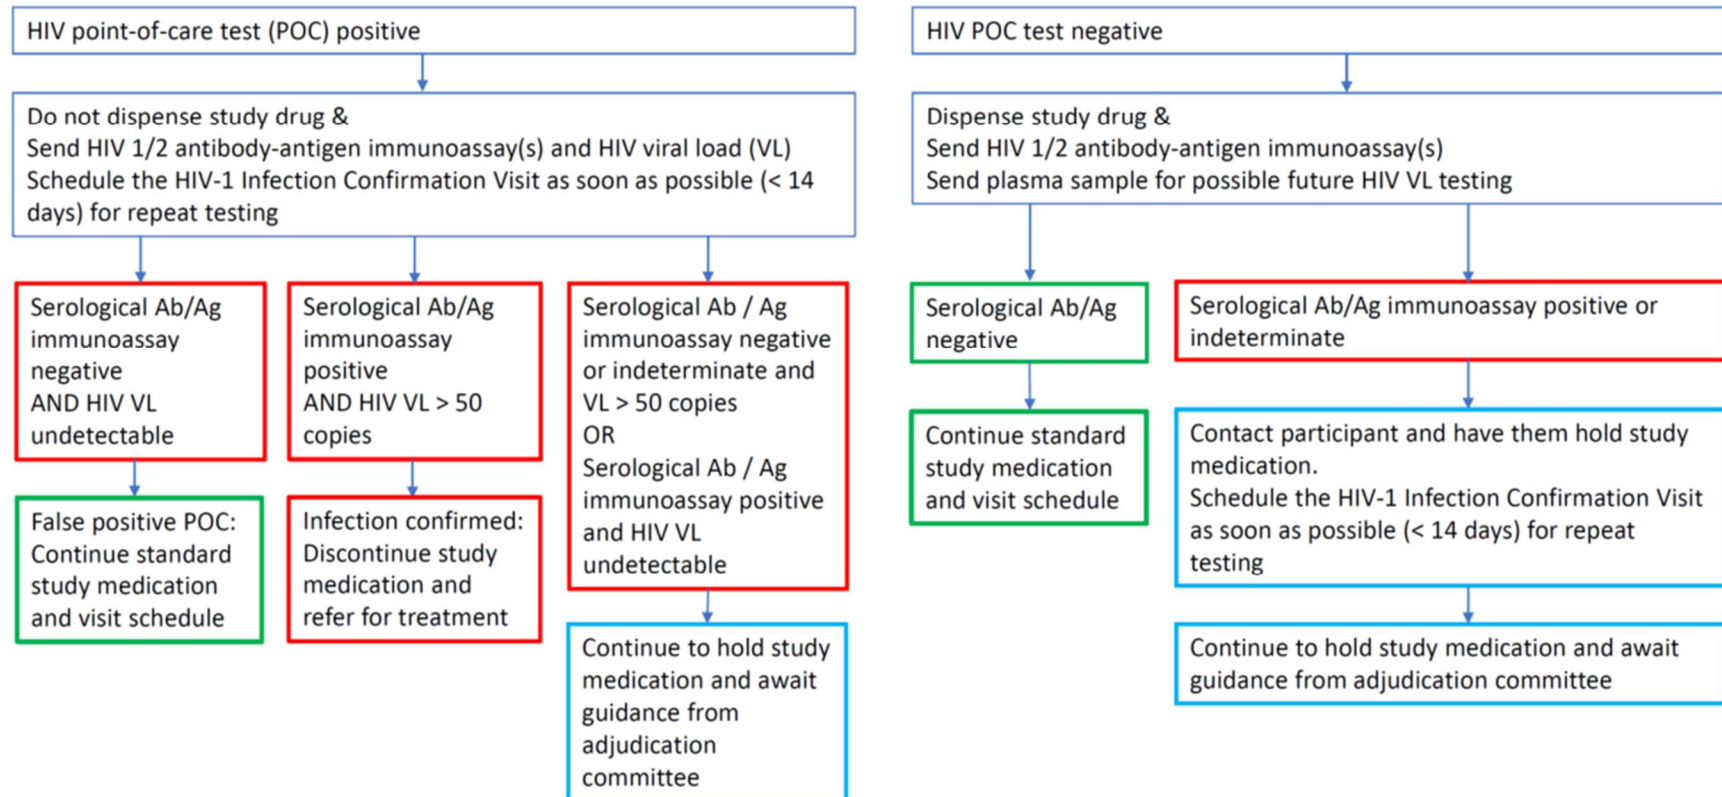 HIV point-of-care test (POC) positive
Do not dispense study drug &
Send HIV 1/2 antibody-antigen immunoassay(s) and HIV viral load (VL)
Schedule the HIV-1 Infection Confirmation Visit as soon as possible (< 14
days) for repeat testing
Serological Ab/Ag
immunoassay
negative
AND HIV VL
undetectable
False positive POC:
Continue standard
study medication
and visit schedule
Serological Ab/Ag
immunoassay
positive
AND HIV VL > 50
copies
Infection confirmed:
Discontinue study
medication and
refer for treatment
Serological Ab / Ag
immunoassay negative
or indeterminate and
VL > 50 copies
OR
Serological Ab / Ag
immunoassay positive
and HIV VL
undetectable
Continue to hold study
medication and await
guidance from
adjudication
committee
HIV POC test negative
Dispense study drug &
Send HIV 1/2 antibody-antigen immunoassay(s)
Send plasma sample for possible future HIV VL testing
Serological Ab/Ag
negative
Continue standard
study medication
and visit schedule
Serological Ab/Ag immunoassay positive or
indeterminate
Contact participant and have them hold study
medication.
Schedule the HIV-1 Infection Confirmation Visit
as soon as possible (< 14 days) for repeat
testing
Continue to hold study medication and await
guidance from adjudication committee